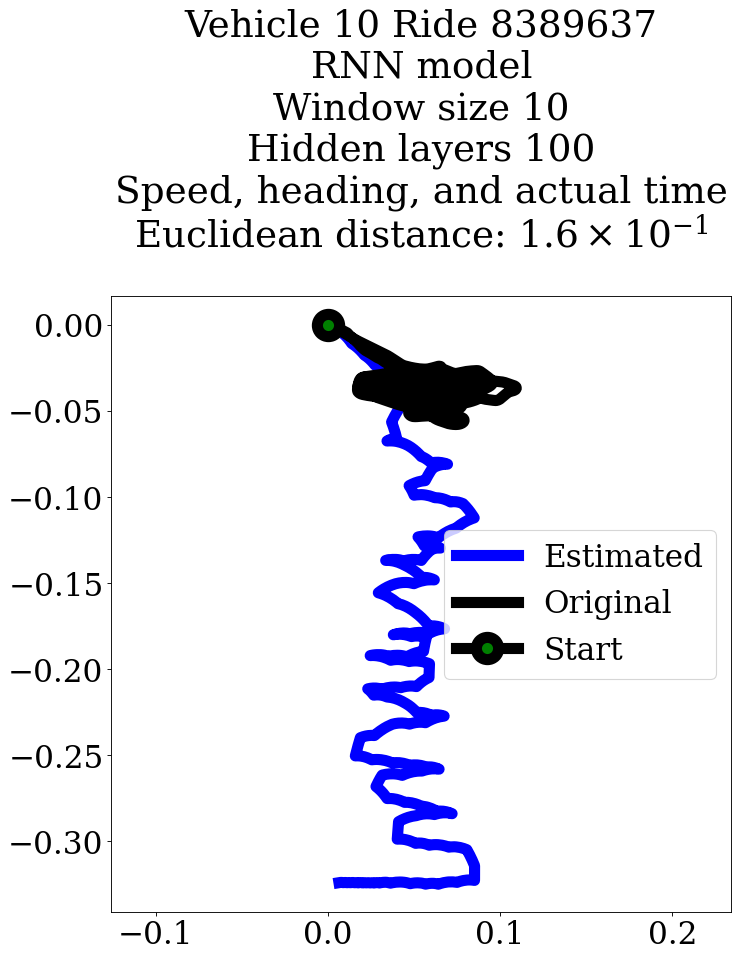 Vehicle 10 Ride 8389637
RNN model
Window size 10
Hidden layers 100
Speed, heading, and actual time
Euclidean distance: 1.6 × 10⁻¹
0.00
−0.05
−0.10
−0.15
−0.20
−0.25
−0.30
Estimated
Original
Start
−0.1
0.0
0.1
0.2